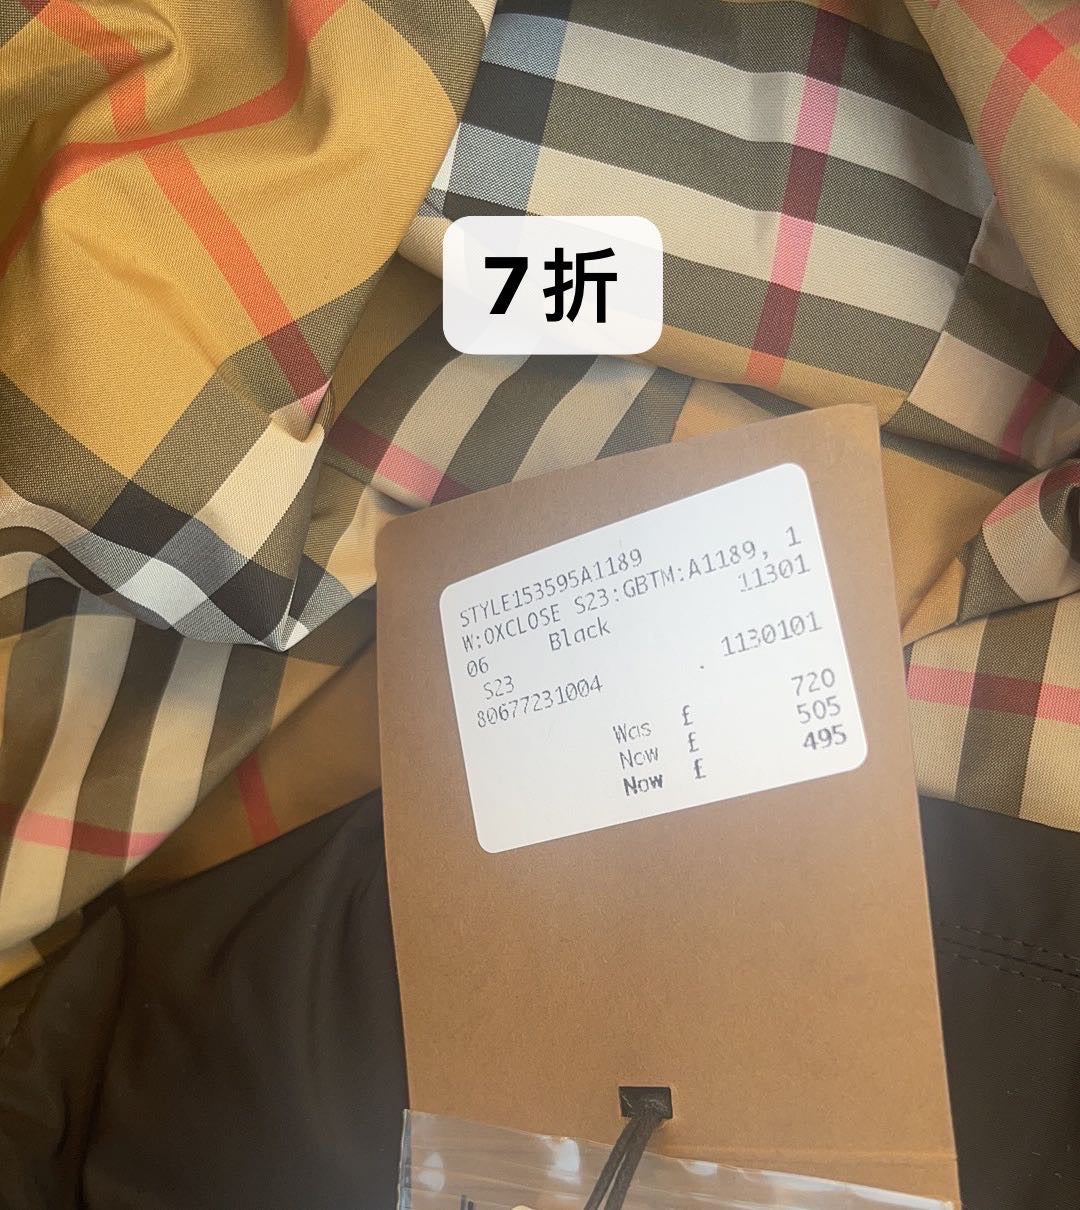 7折
STYLE153595A1189
W:OXCLOSE S23:GBTM:A1189, 1
06 Black 11301
S23
80677231004 . 1130101
Was £ 720
Now £ 505
Now £ 495